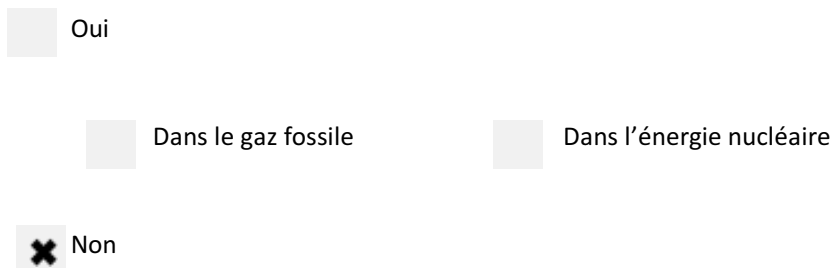 Oui
Dans le gaz fossile Dans l’énergie nucléaire
Non